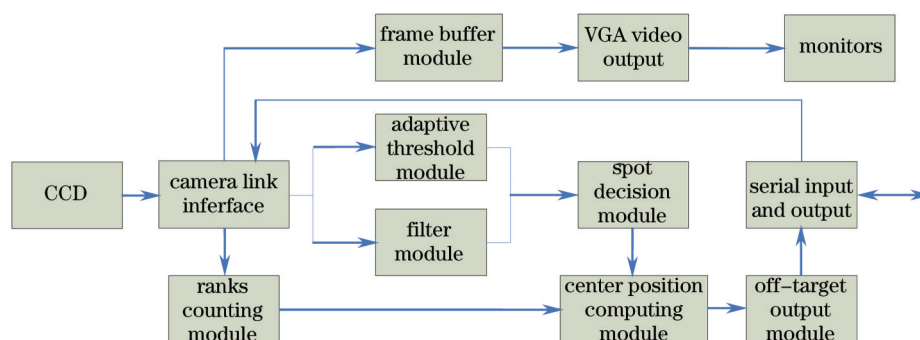 frame buffer
module
VGA video
output
monitors
adaptive
threshold
module
CCD
camera link
inferface
filter
module
spot
decision
module
serial input
and output
ranks
counting
module
center position
computing
module
off-target
output
module